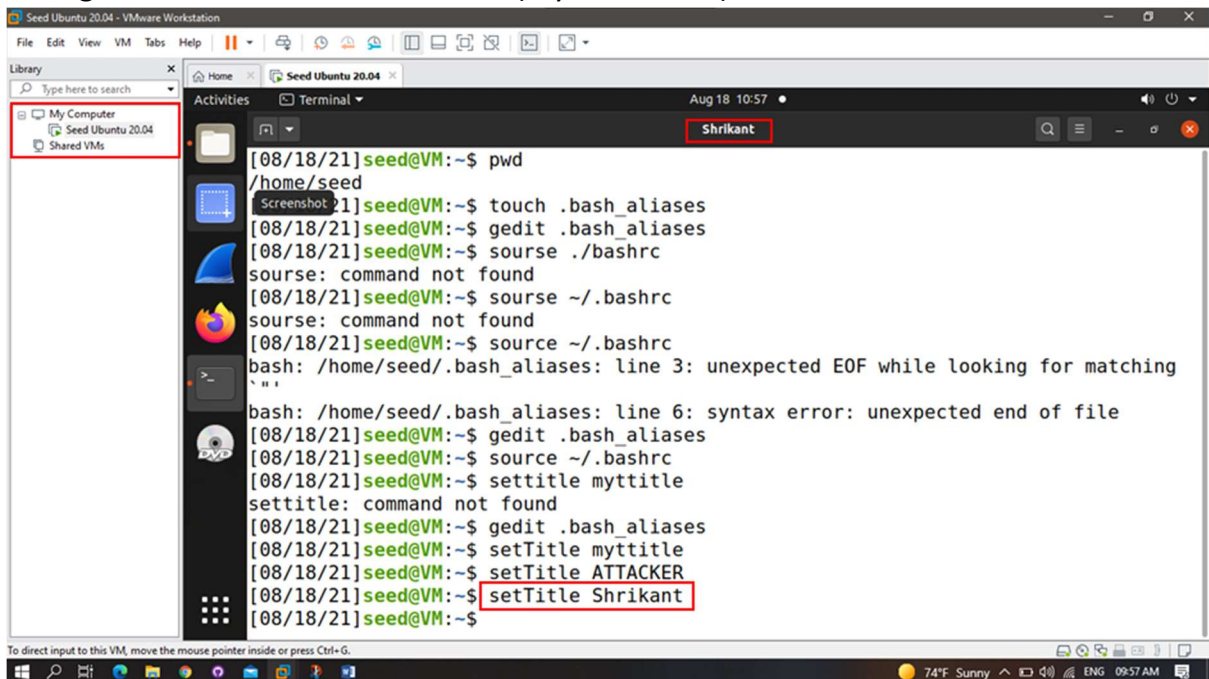 Seed Ubuntu 20.04 - VMware Workstation
File Edit View VM Tabs Help
Library
Home
Seed Ubuntu 20.04
Type here to search
Activities
Terminal
Aug 18 10:57
My Computer
Seed Ubuntu 20.04
Shared VMs
Shrikant
[08/18/21]seed@VM:~$ pwd
/home/seed
Screenshot
21]seed@VM:~$ touch .bash_aliases
[08/18/21]seed@VM:~$ gedit .bash_aliases
[08/18/21]seed@VM:~$ sourse ./bashrc
sourse: command not found
[08/18/21]seed@VM:~$ sourse ~/.bashrc
sourse: command not found
[08/18/21]seed@VM:~$ source ~/.bashrc
bash: /home/seed/.bash_aliases: line 3: unexpected EOF while looking for matching
`"'
bash: /home/seed/.bash_aliases: line 6: syntax error: unexpected end of file
[08/18/21]seed@VM:~$ gedit .bash_aliases
[08/18/21]seed@VM:~$ source ~/.bashrc
[08/18/21]seed@VM:~$ settitle myttitle
settitle: command not found
[08/18/21]seed@VM:~$ gedit .bash_aliases
[08/18/21]seed@VM:~$ setTitle myttitle
[08/18/21]seed@VM:~$ setTitle ATTACKER
[08/18/21]seed@VM:~$ setTitle Shrikant
[08/18/21]seed@VM:~$
DVD
To direct input to this VM, move the mouse pointer inside or press Ctrl+G.
74°F Sunny
ENG
09:57 AM